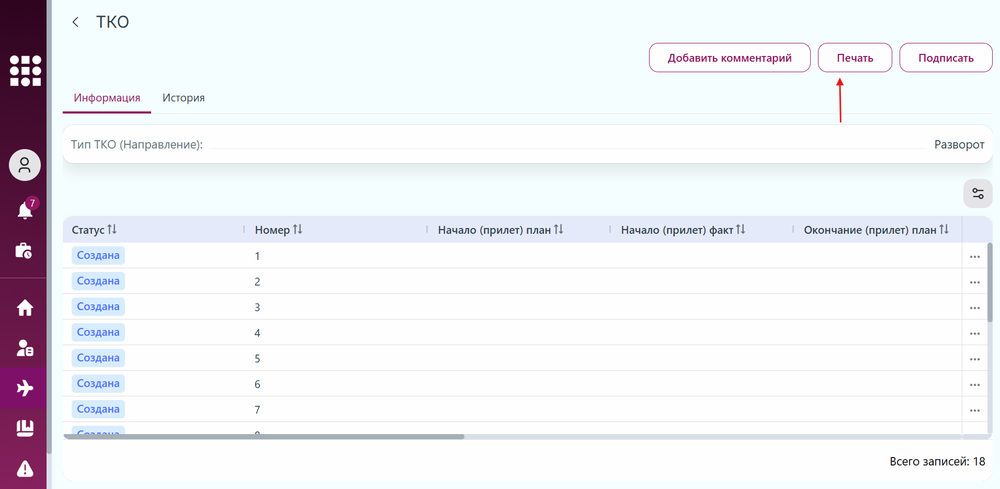 ТКО
Добавить комментарий Печать Подписать
Информация История
Тип ТКО (Направление): Разворот
7
Статус Номер Начало (прилет) план Начало (прилет) факт Окончание (прилет) план
Создана 1
Создана 2
Создана 3
Создана 4
Создана 5
Создана 6
Создана 7
Создана 8
Всего записей: 18